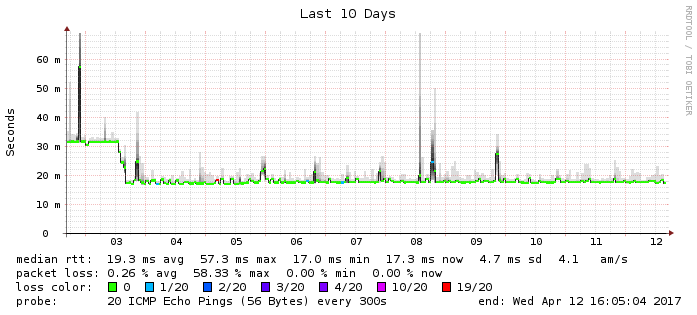 Last 10 Days
RRDTOOL / TOBI OETIKER
Seconds
60 m
50 m
40 m
30 m
20 m
10 m
0
03 04 05 06 07 08 09 10 11 12
median rtt: 19.3 ms avg 57.3 ms max 17.0 ms min 17.3 ms now 4.7 ms sd 4.1 am/s
packet loss: 0.26 % avg 58.33 % max 0.00 % min 0.00 % now
loss color: 0 1/20 2/20 3/20 4/20 10/20 19/20
probe: 20 ICMP Echo Pings (56 Bytes) every 300s end: Wed Apr 12 16:05:04 2017